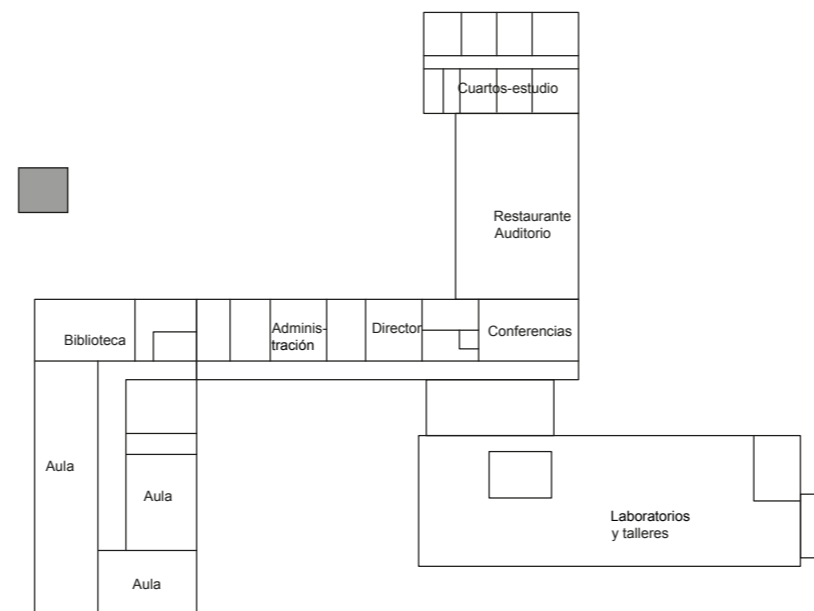 Cuartos-estudio
Restaurante
Auditorio
Biblioteca
Adminis-
tración
Director
Conferencias
Aula
Aula
Aula
Laboratorios
y talleres